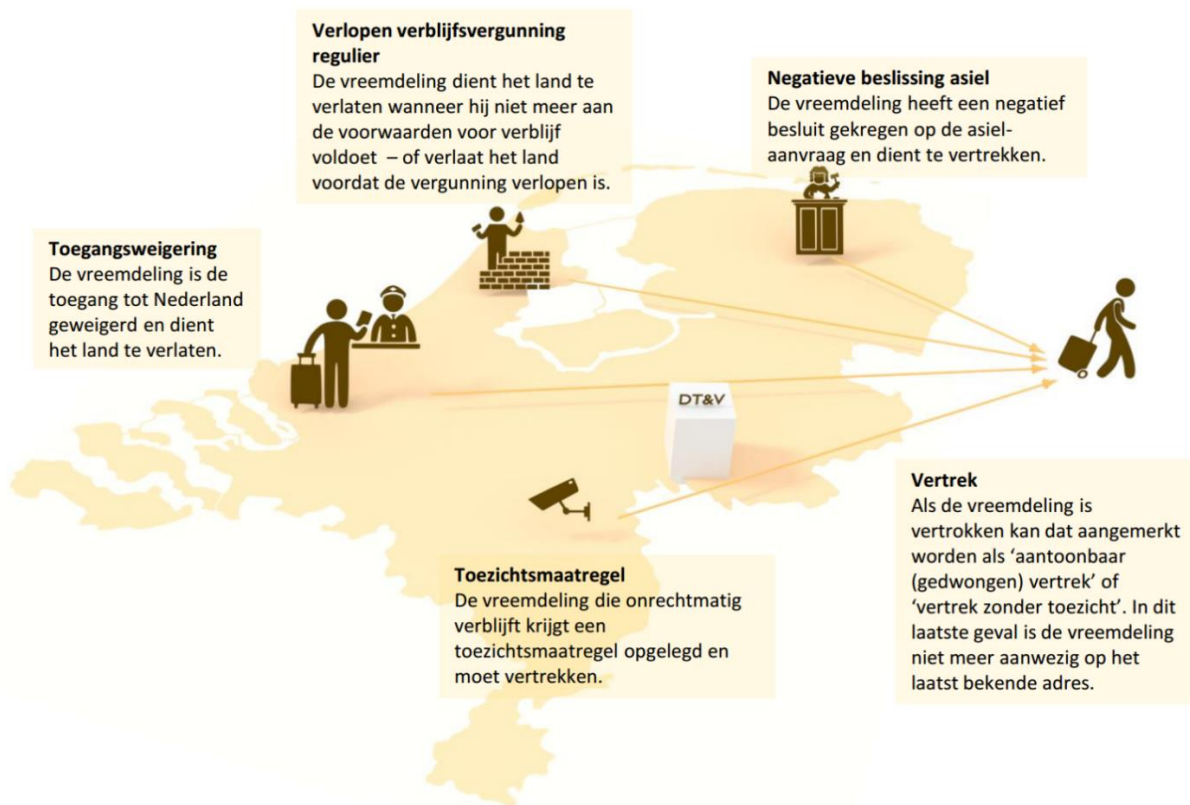 Verlopen verblijfsvergunning
regulier
De vreemdeling dient het land te
verlaten wanneer hij niet meer aan
de voorwaarden voor verblijf
voldoet – of verlaat het land
voordat de vergunning verlopen is.
Negatieve beslissing asiel
De vreemdeling heeft een negatief
besluit gekregen op de asiel-
aanvraag en dient te vertrekken.
Toegangsweigering
De vreemdeling is de
toegang tot Nederland
geweigerd en dient
het land te verlaten.
DT&V
Toezichtsmaatregel
De vreemdeling die onrechtmatig
verblijft krijgt een
toezichtsmaatregel opgelegd en
moet vertrekken.
Vertrek
Als de vreemdeling is
vertrokken kan dat aangemerkt
worden als ‘aantoonbaar
(gedwongen) vertrek’ of
‘vertrek zonder toezicht’. In dit
laatste geval is de vreemdeling
niet meer aanwezig op het
laatst bekende adres.